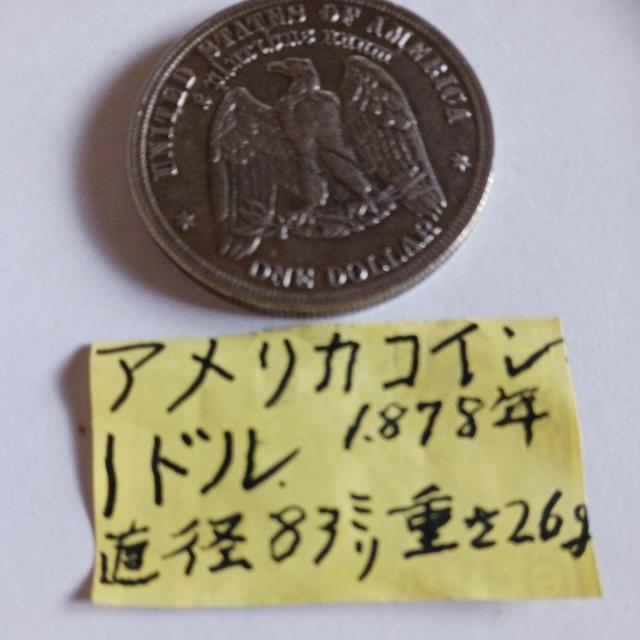 UNITED STATES OF AMERICA
ONE DOLLAR
アメリカコイン
1ドル 1.878年
直径83ミリ重さ26g